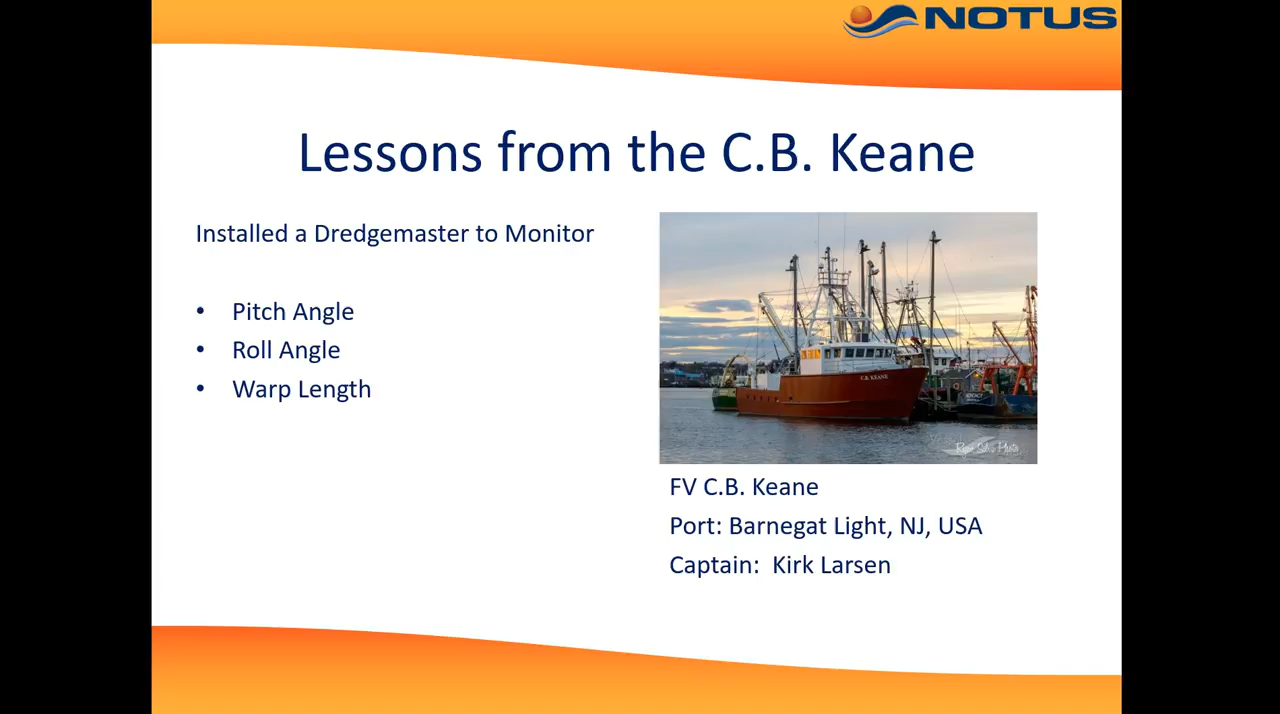 NOTUS
Lessons from the C.B. Keane
Installed a Dredgemaster to Monitor
• Pitch Angle
• Roll Angle
• Warp Length
C.B. KEANE
FV C.B. Keane
Port: Barnegat Light, NJ, USA
Captain: Kirk Larsen